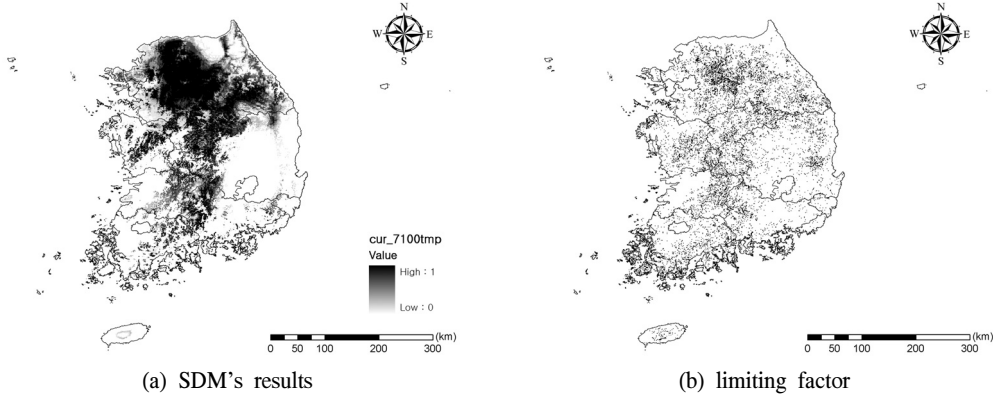 N
W E
S
cur_7100tmp
Value
High : 1
Low : 0
(km)
0 50 100 200 300
(a) SDM's results
N
W E
S
(km)
0 50 100 200 300
(b) limiting factor